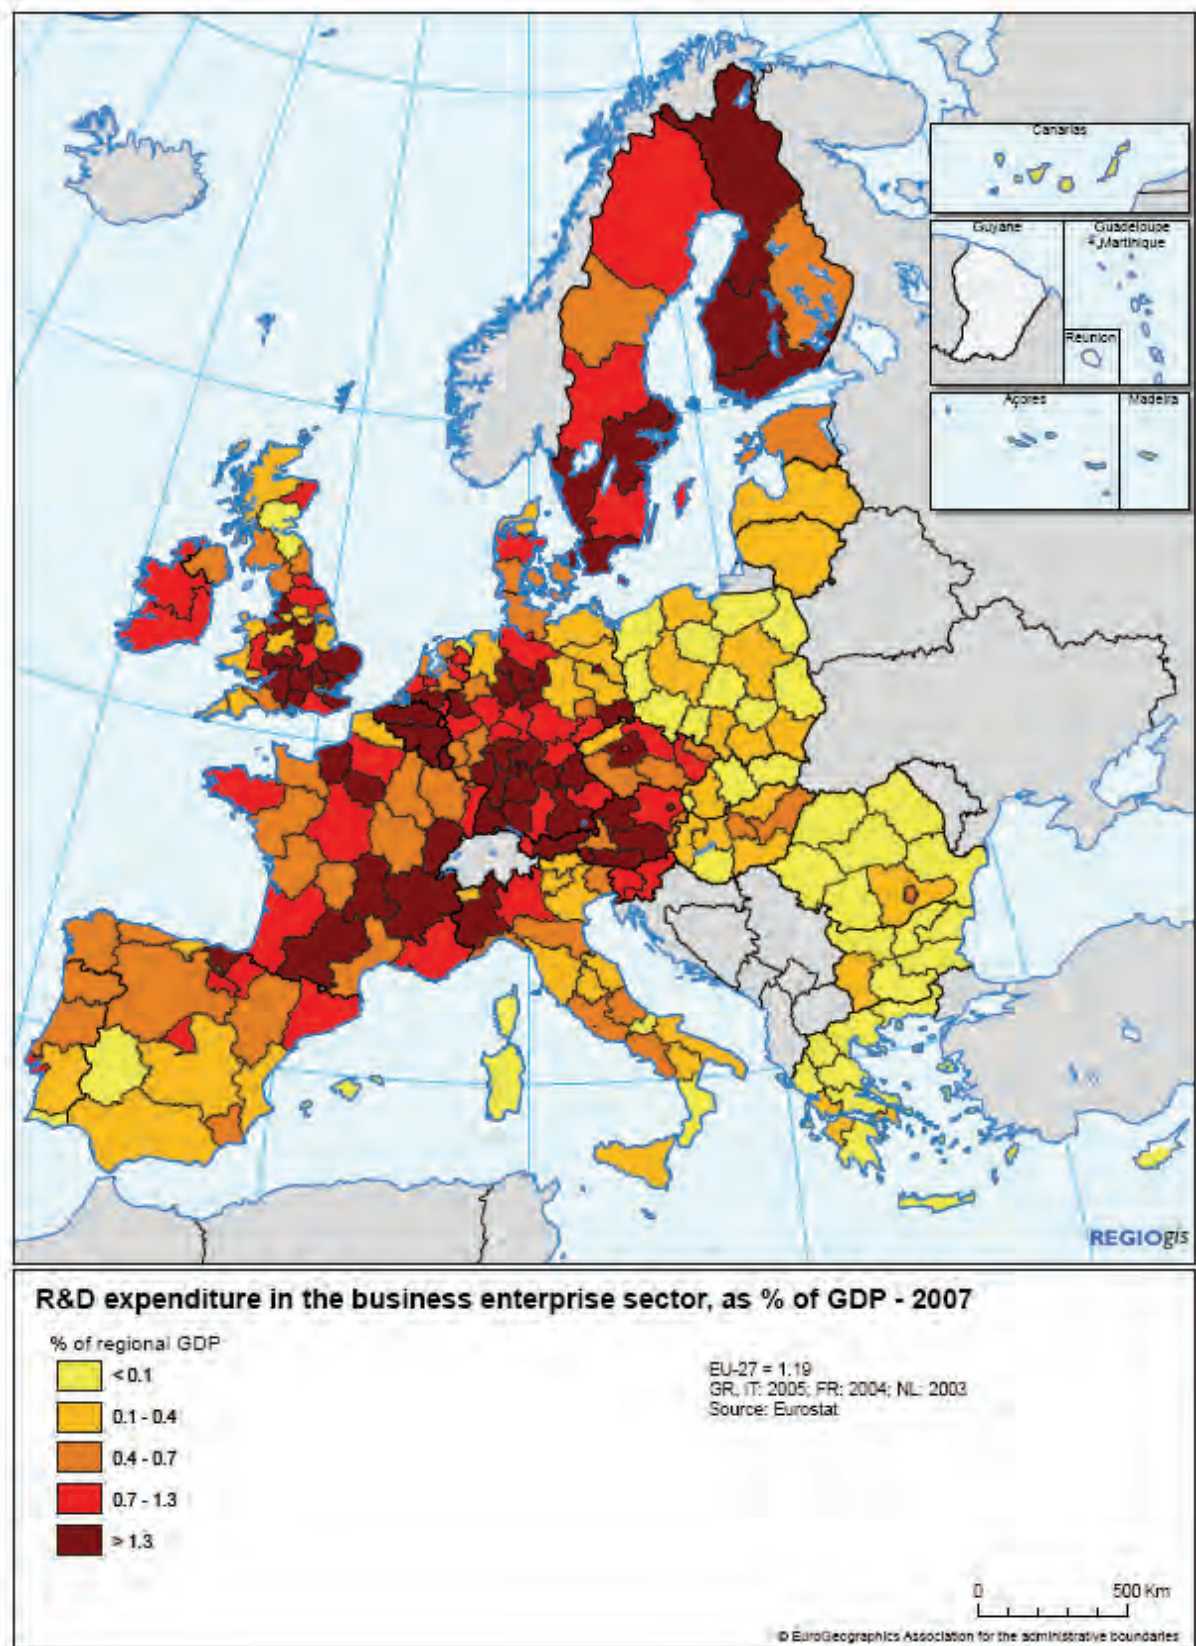 Canarias
Guyane
Guadeloupe
Martinique
Réunion
Açores
Madeira
REGIOgis
R&D expenditure in the business enterprise sector, as % of GDP - 2007
% of regional GDP
< 0.1
0.1 - 0.4
0.4 - 0.7
0.7 - 1.3
> 1.3
EU-27 = 1.19
GR, IT: 2005; FR: 2004; NL: 2003
Source: Eurostat
0 500 Km
© EuroGeographics Association for the administrative boundaries